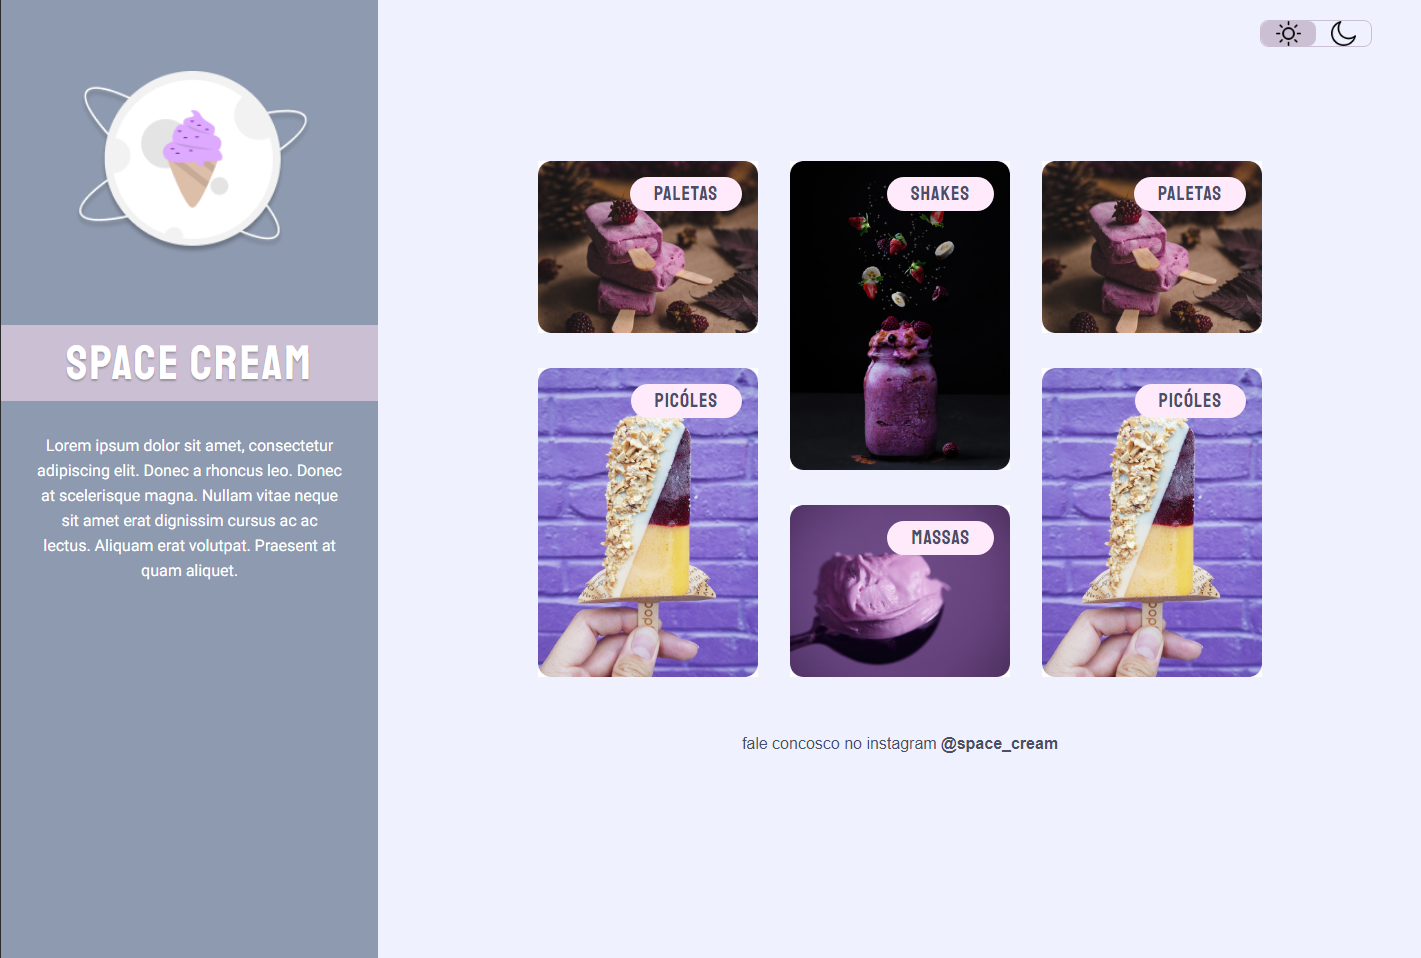 SPACE CREAM
Lorem ipsum dolor sit amet, consectetur
adipiscing elit. Donec a rhoncus leo. Donec
at scelerisque magna. Nullam vitae neque
sit amet erat dignissim cursus ac ac
lectus. Aliquam erat volutpat. Praesent at
quam aliquet.
PALETAS
SHAKES
PALETAS
PICÓLES
PICÓLES
MASSAS
fale concosco no instagram @space_cream